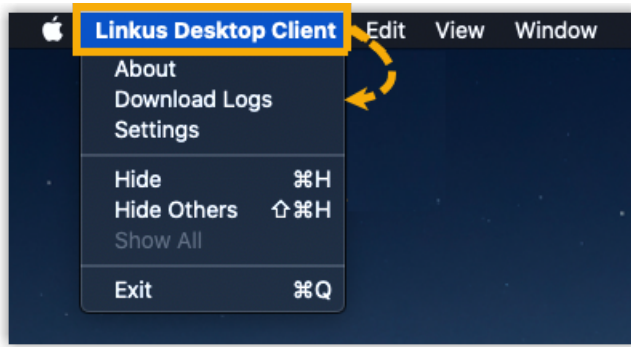 Linkus Desktop Client Edit View Window
About
Download Logs
Settings
Hide ⌘H
Hide Others ⇧⌘H
Show All
Exit ⌘Q